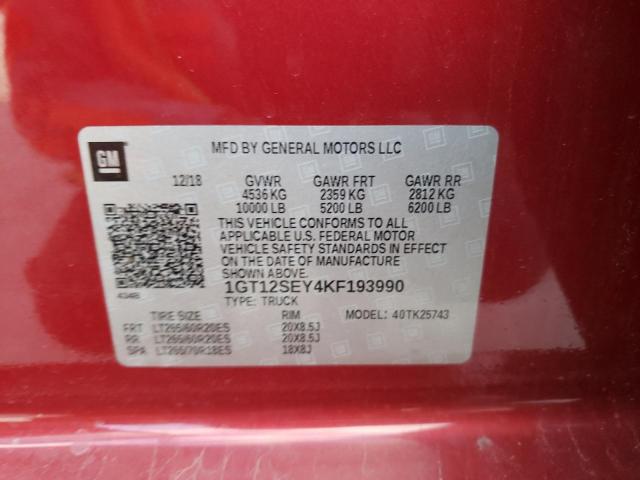 GM
MFD BY GENERAL MOTORS LLC
12/18 GVWR GAWR FRT GAWR RR
4536 KG 2359 KG 2812 KG
10000 LB 5200 LB 6200 LB
THIS VEHICLE CONFORMS TO ALL
APPLICABLE U.S. FEDERAL MOTOR
VEHICLE SAFETY STANDARDS IN EFFECT
ON THE DATE OF MANUFACTURE
SHOWN ABOVE.
1GT12SEY4KF193990
TYPE: TRUCK
TIRE SIZE RIM MODEL: 40TK25743
FRT LT265/60R20ES 20X8.5J
RR LT265/60R20ES 20X8.5J
SPA LT265/70R18ES 18X8J